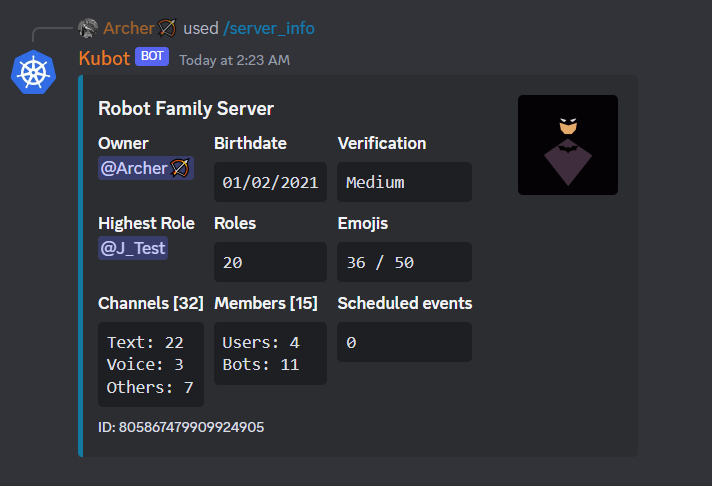 Archer🏹 used /server_info
Kubot BOT Today at 2:23 AM
Robot Family Server
Owner Birthdate Verification
@Archer🏹 01/02/2021 Medium
Highest Role Roles Emojis
@J_Test 20 36 / 50
Channels [32] Members [15] Scheduled events
Text: 22 Users: 4 0
Voice: 3 Bots: 11
Others: 7
ID: 805867479909924905